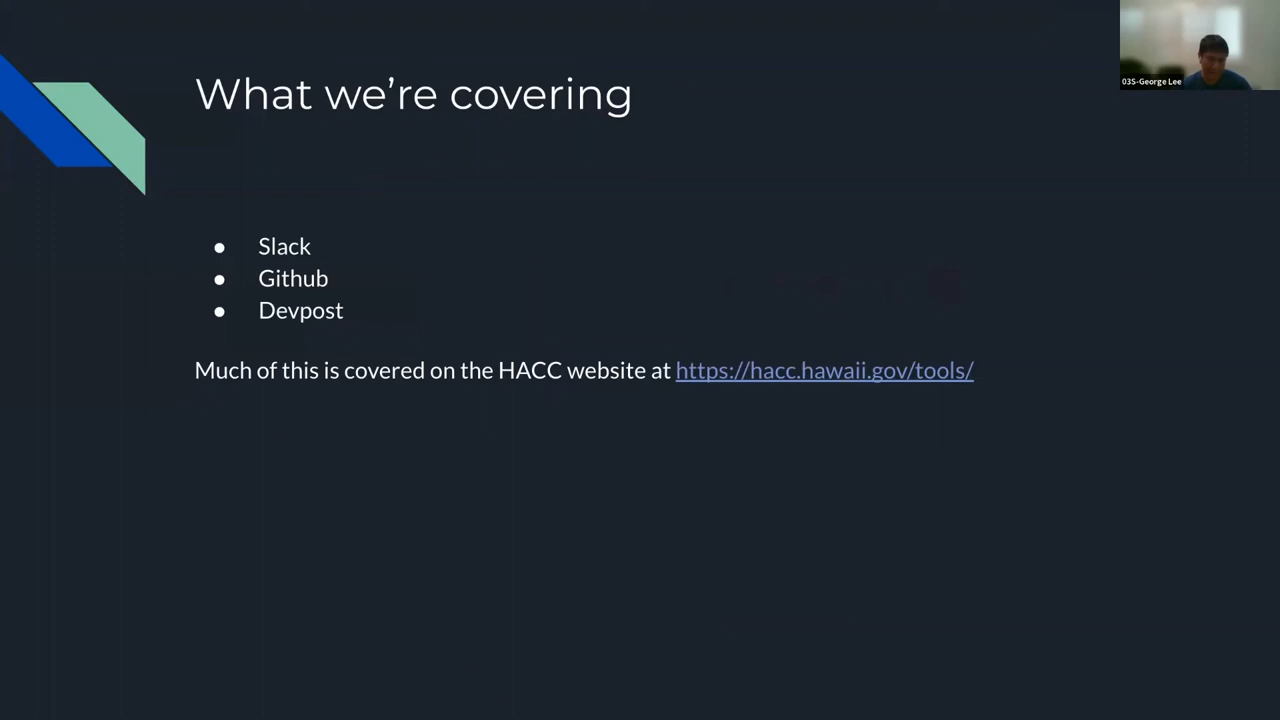 What we’re covering
● Slack
● Github
● Devpost
Much of this is covered on the HACC website at https://hacc.hawaii.gov/tools/
03S-George Lee